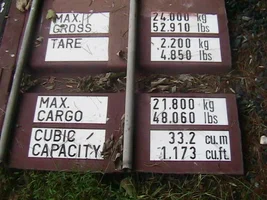 MAX. GROSS 24.000 kg
52.910 lbs
TARE 2.200 kg
4.850 lbs
MAX. CARGO 21.800 kg
48.060 lbs
CUBIC CAPACITY 33.2 cu.m
1.173 cu.ft.